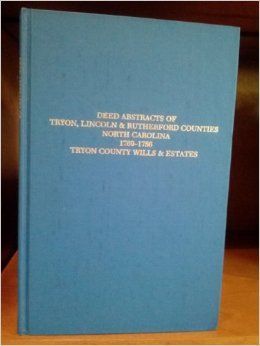 DEED ABSTRACTS OF
TRYON, LINCOLN & RUTHERFORD COUNTIES
NORTH CAROLINA
1769-1786
TRYON COUNTY WILLS & ESTATES